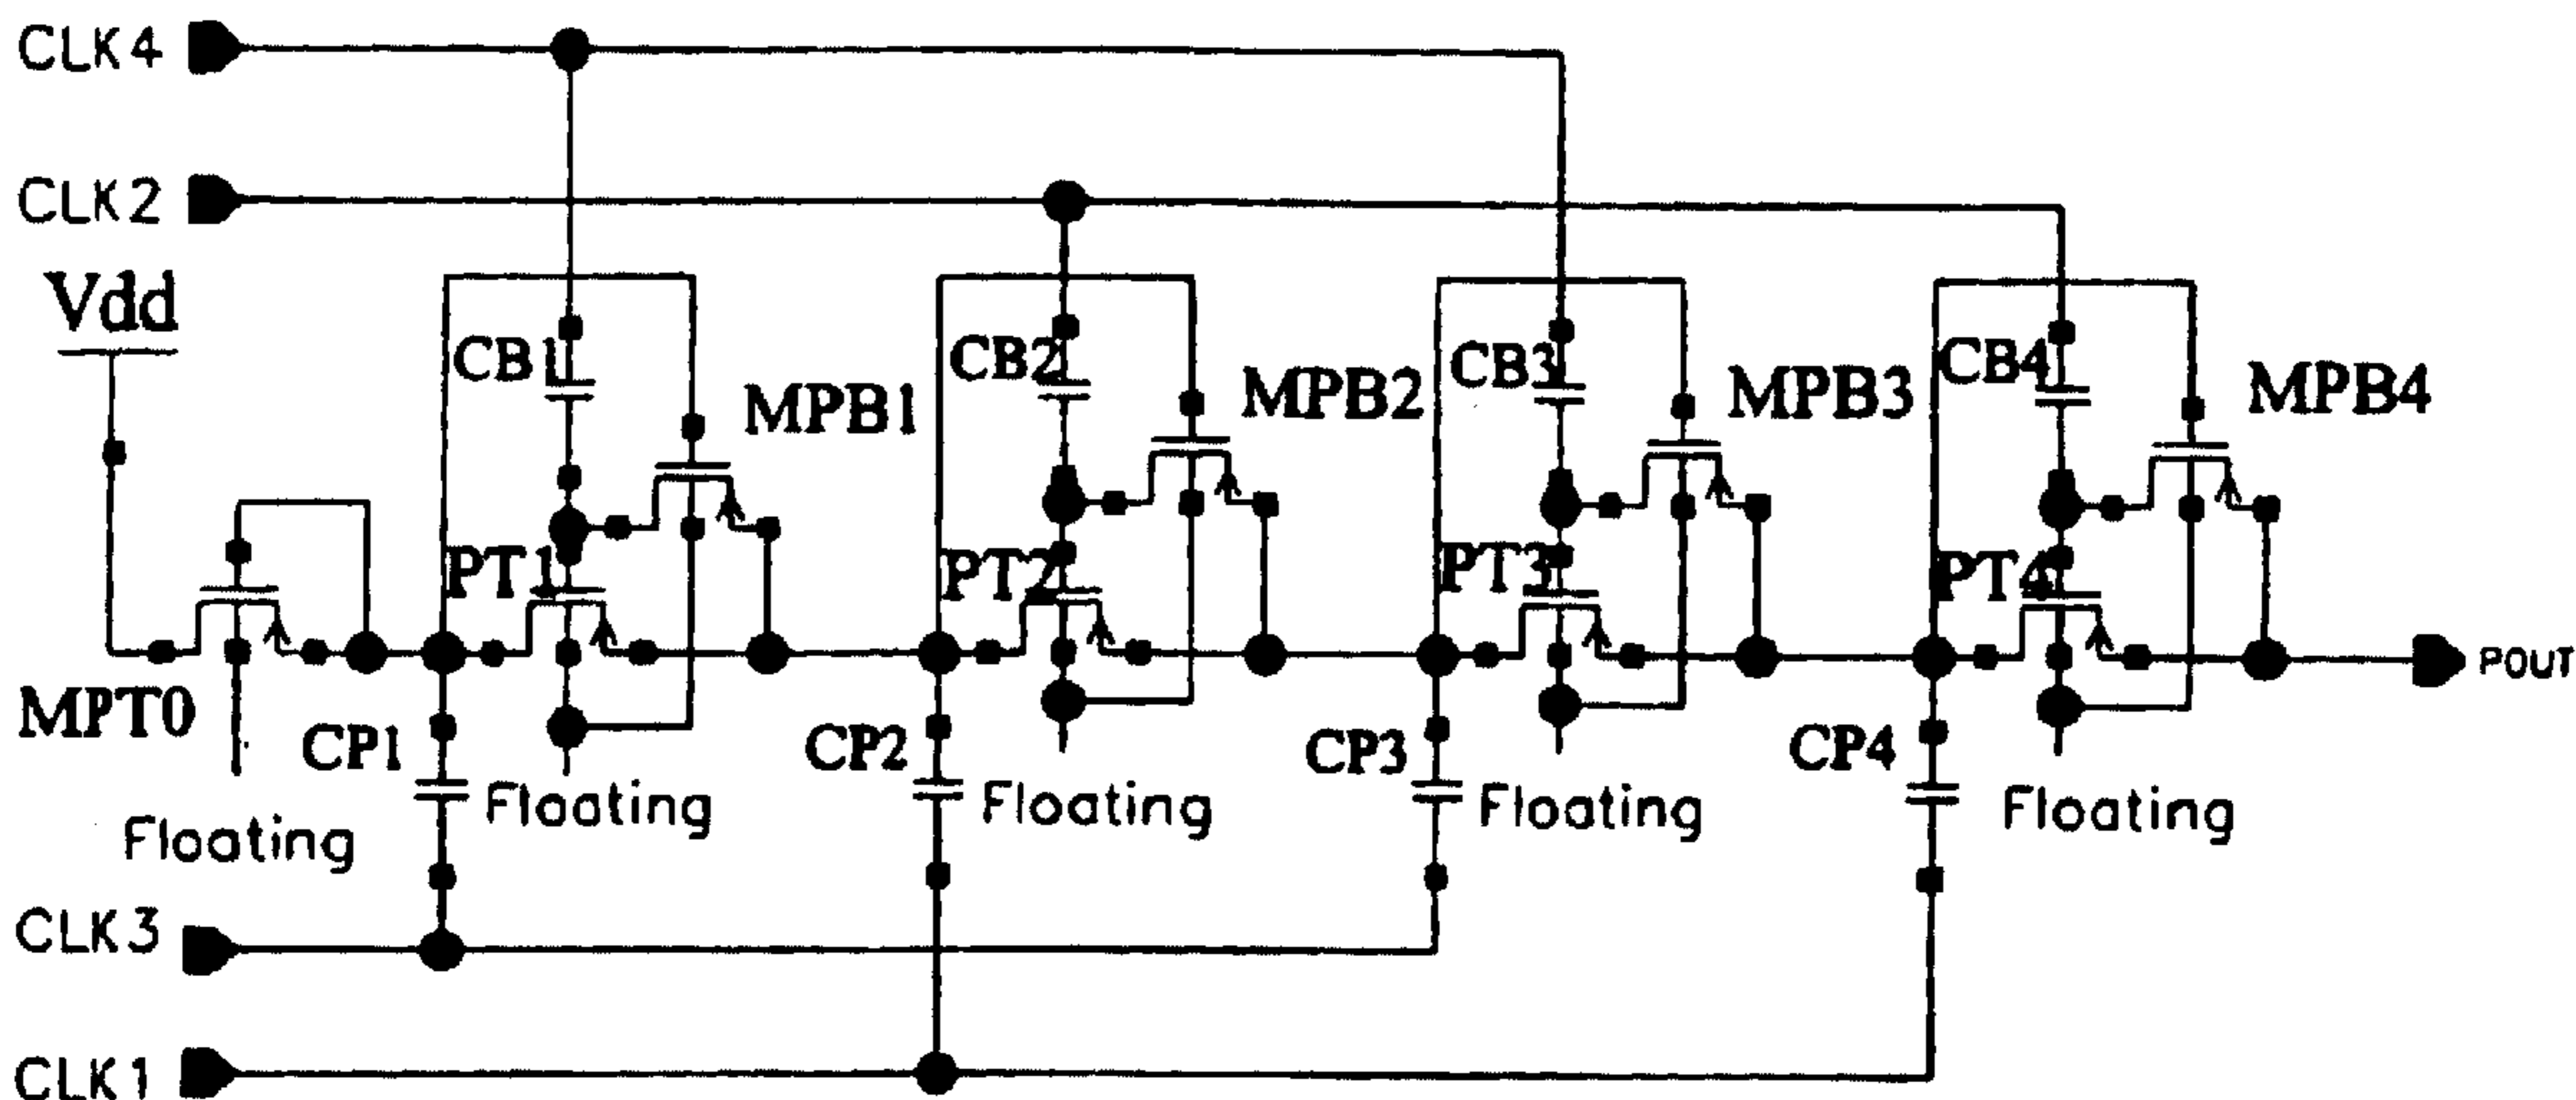 CLK4
CLK2
Vdd
CB1
CB2
CB3
CB4
MPB1
MPB2
MPB3
MPB4
PT1
PT2
PT3
PT4
POUT
MPT0
CP1
CP2
CP3
CP4
Floating
Floating
Floating
Floating
Floating
CLK3
CLK1